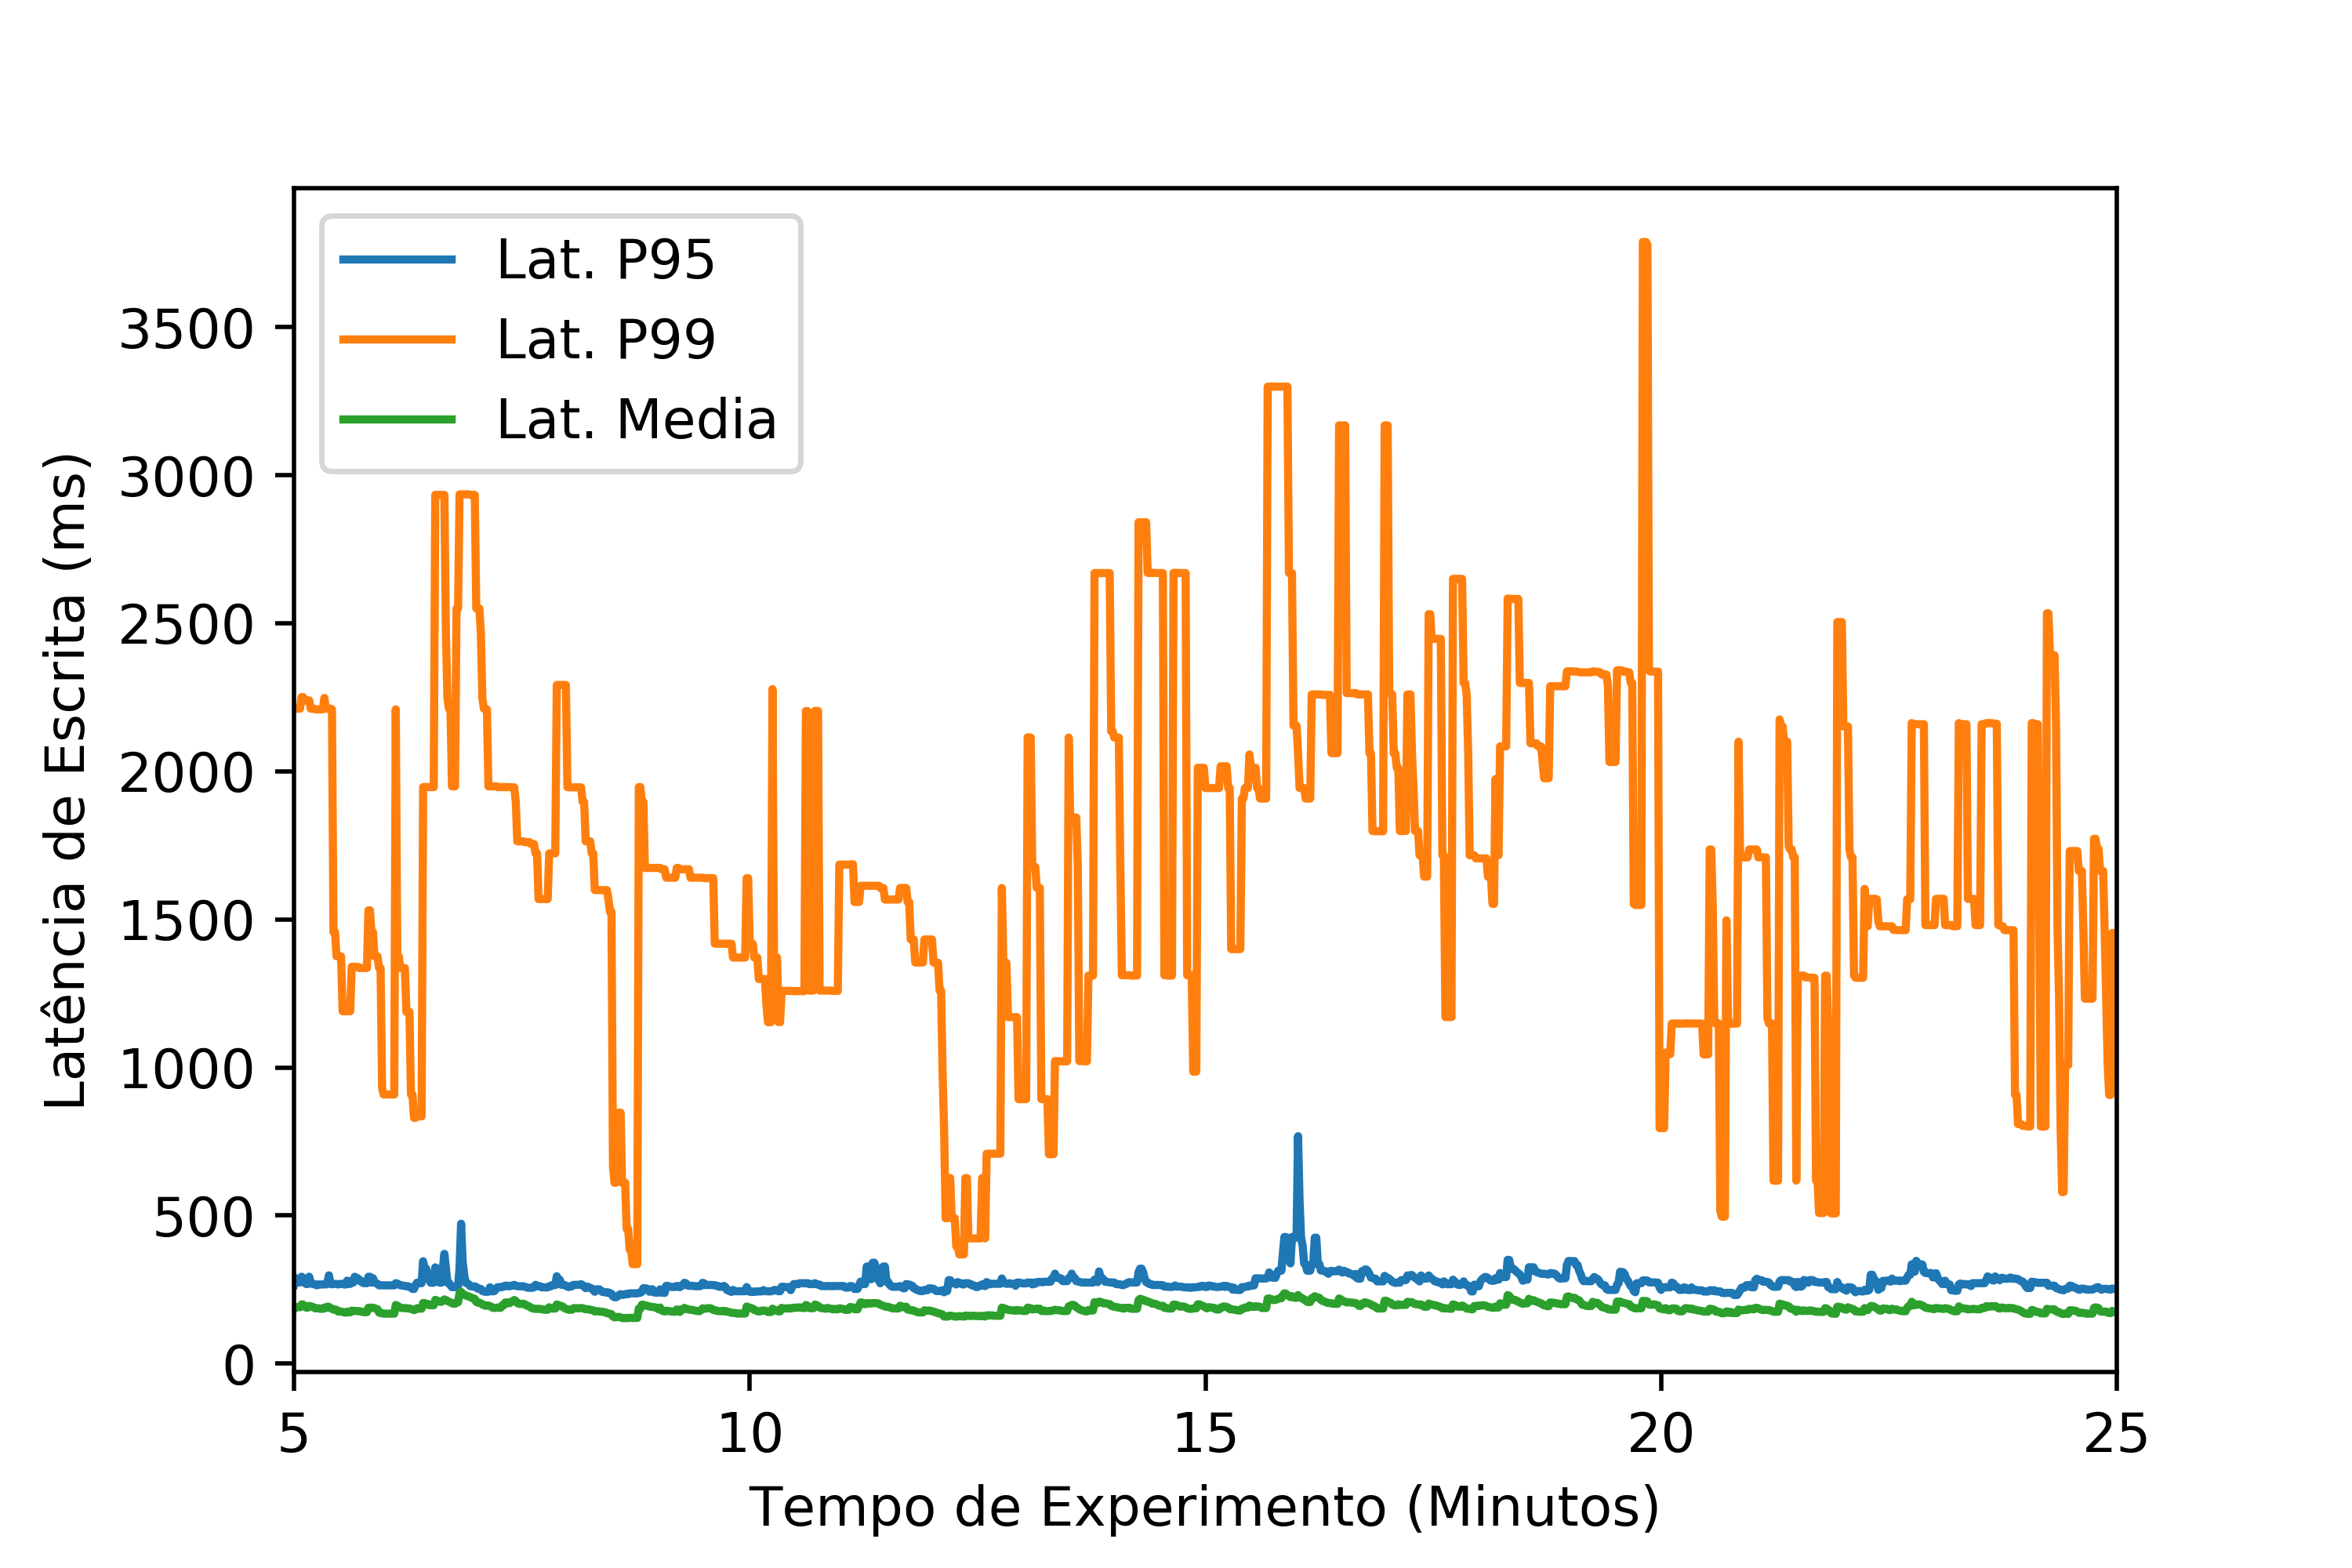 Lat. P95
Lat. P99
Lat. Media
Latência de Escrita (ms)
3500
3000
2500
2000
1500
1000
500
0
5 10 15 20 25
Tempo de Experimento (Minutos)